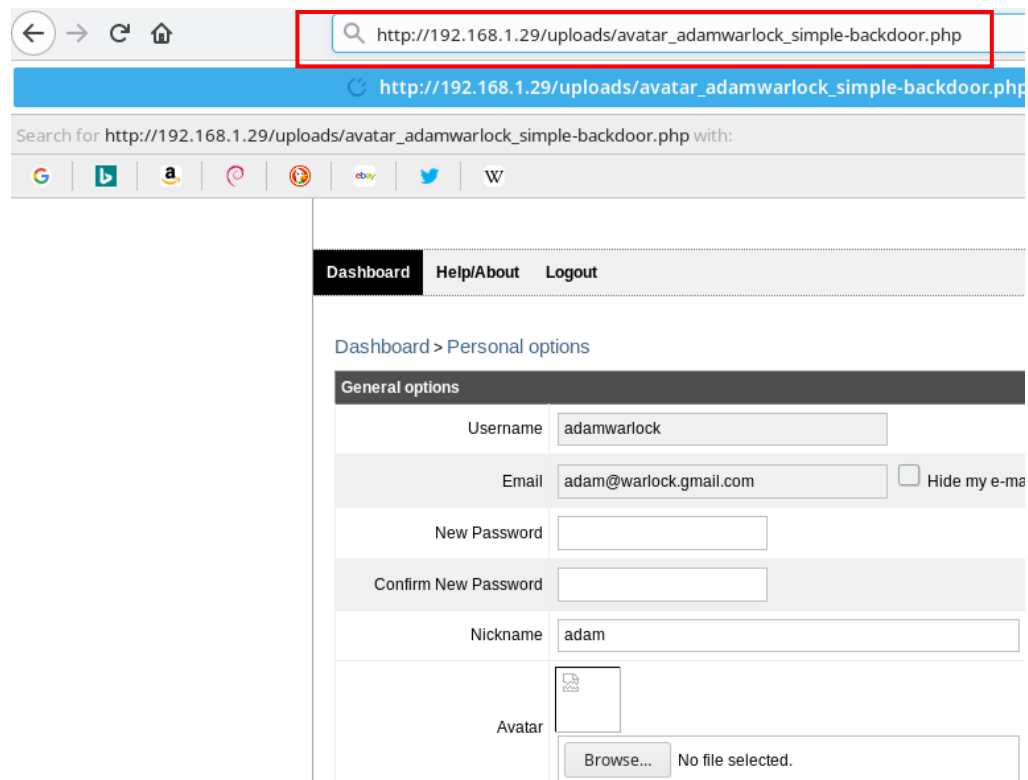 http://192.168.1.29/uploads/avatar_adamwarlock_simple-backdoor.php
http://192.168.1.29/uploads/avatar_adamwarlock_simple-backdoor.php
Search for http://192.168.1.29/uploads/avatar_adamwarlock_simple-backdoor.php with:
G b a ebay W
Dashboard Help/About Logout
Dashboard > Personal options
General options
Username adamwarlock
Email adam@warlock.gmail.com Hide my e-ma
New Password
Confirm New Password
Nickname adam
Avatar
Browse... No file selected.